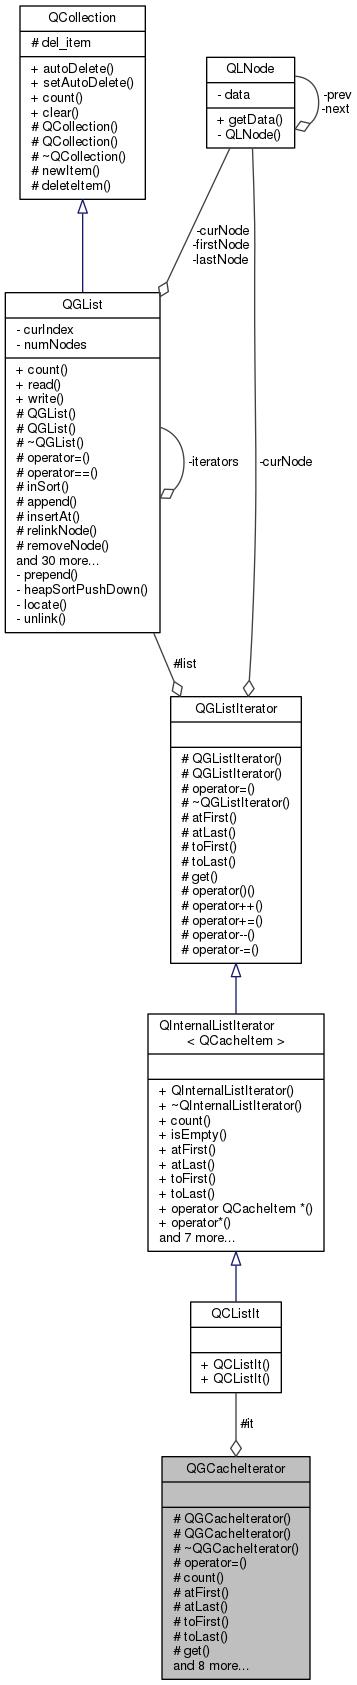 QCollection
# del_item
+ autoDelete()
+ setAutoDelete()
+ count()
+ clear()
# QCollection()
# QCollection()
# ~QCollection()
# newItem()
# deleteItem()
QLNode
- data
+ getData()
- QLNode()
-prev
-next
-curNode
-firstNode
-lastNode
QGList
- curIndex
- numNodes
+ count()
+ read()
+ write()
# QGList()
# QGList()
# ~QGList()
# operator=()
# operator==()
# inSort()
# append()
# insertAt()
# relinkNode()
# removeNode()
and 30 more...
- prepend()
- heapSortPushDown()
- locate()
- unlink()
-iterators
-curNode
#list
QGListIterator
# QGListIterator()
# QGListIterator()
# operator=()
# ~QGListIterator()
# atFirst()
# atLast()
# toFirst()
# toLast()
# get()
# operator()()
# operator++()
# operator+=()
# operator--()
# operator-=()
QInternalListIterator
< QCacheItem >
+ QInternalListIterator()
+ ~QInternalListIterator()
+ count()
+ isEmpty()
+ atFirst()
+ atLast()
+ toFirst()
+ toLast()
+ operator QCacheItem *()
+ operator*()
and 7 more...
QCListIt
+ QCListIt()
+ QCListIt()
#it
QGCacheIterator
# QGCacheIterator()
# QGCacheIterator()
# ~QGCacheIterator()
# operator=()
# count()
# atFirst()
# atLast()
# toFirst()
# toLast()
# get()
and 8 more...